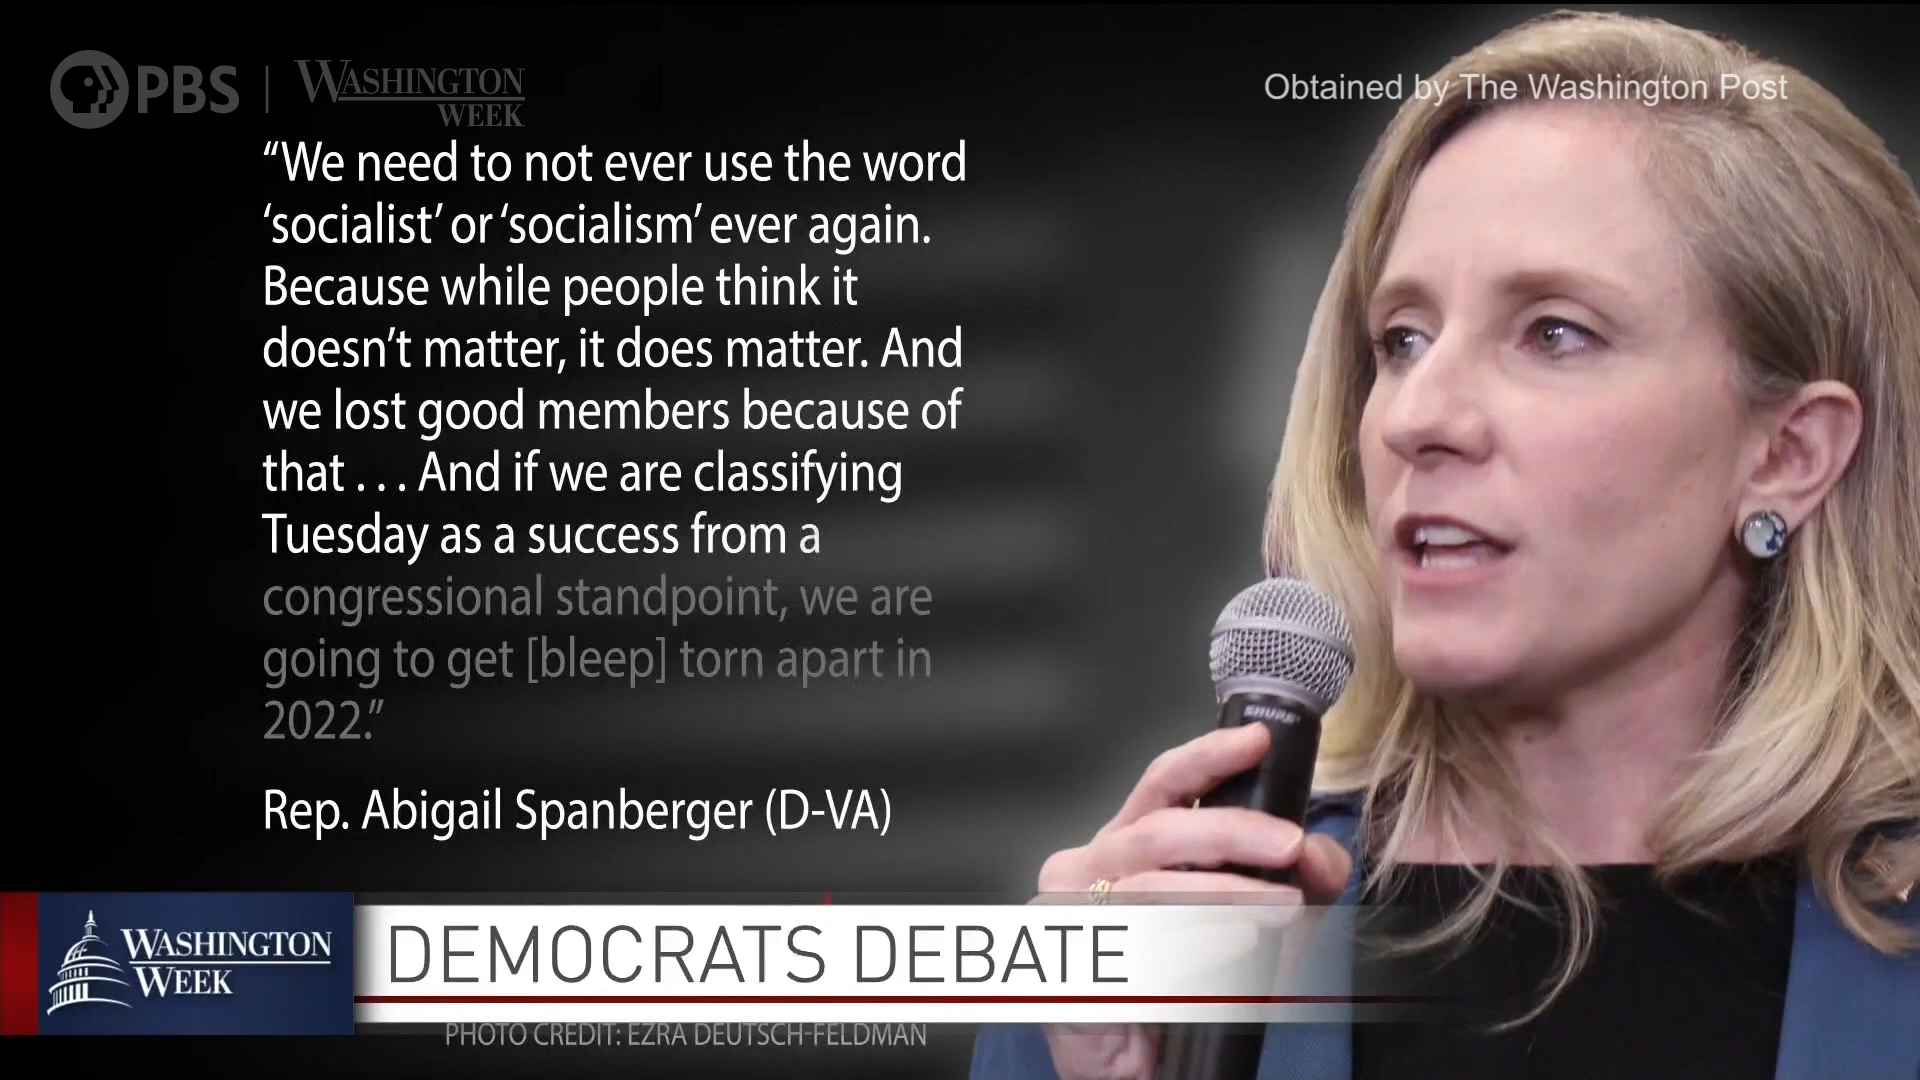 PBS | WASHINGTON
WEEK
Obtained by The Washington Post
“We need to not ever use the word
‘socialist’ or ‘socialism’ ever again.
Because while people think it
doesn’t matter, it does matter. And
we lost good members because of
that . . . And if we are classifying
Tuesday as a success from a
congressional standpoint, we are
going to get [bleep] torn apart in
2022.”
Rep. Abigail Spanberger (D-VA)
SHURE
WASHINGTON
WEEK
DEMOCRATS DEBATE
PHOTO CREDIT: EZRA DEUTSCH-FELDMAN